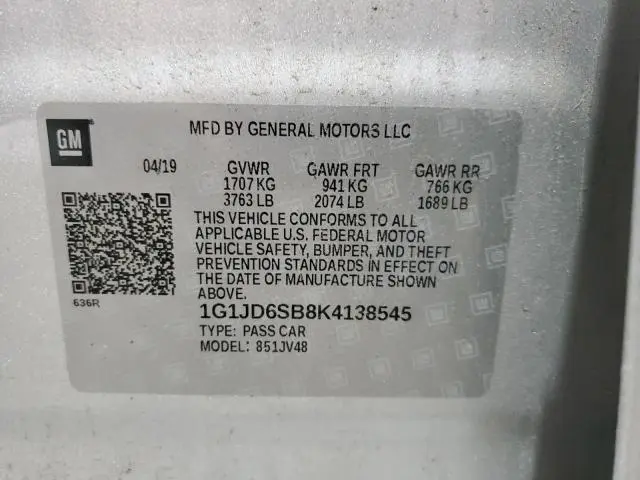 GM
MFD BY GENERAL MOTORS LLC
04/19 GVWR GAWR FRT GAWR RR
1707 KG 941 KG 766 KG
3763 LB 2074 LB 1689 LB
THIS VEHICLE CONFORMS TO ALL
APPLICABLE U.S. FEDERAL MOTOR
VEHICLE SAFETY, BUMPER, AND THEFT
PREVENTION STANDARDS IN EFFECT ON
THE DATE OF MANUFACTURE SHOWN
ABOVE.
636R
1G1JD6SB8K4138545
TYPE: PASS CAR
MODEL: 851JV48